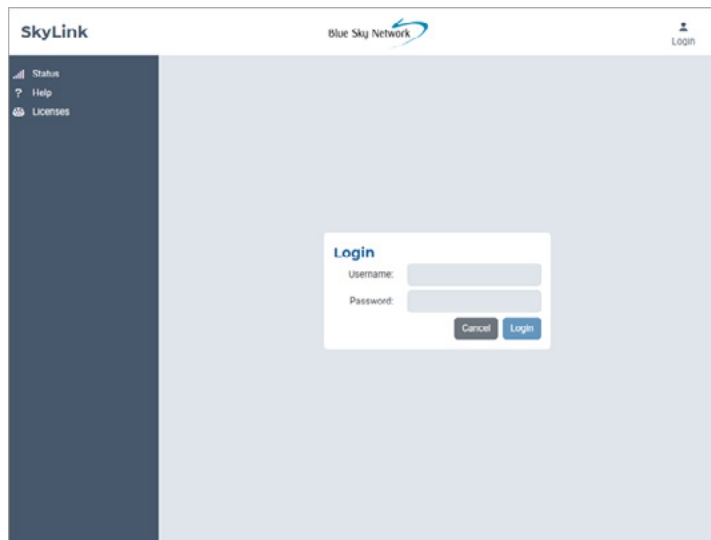 SkyLink
Blue Sky Network
Login
Status
? Help
Licenses
Login
Username:
Password:
Cancel Login